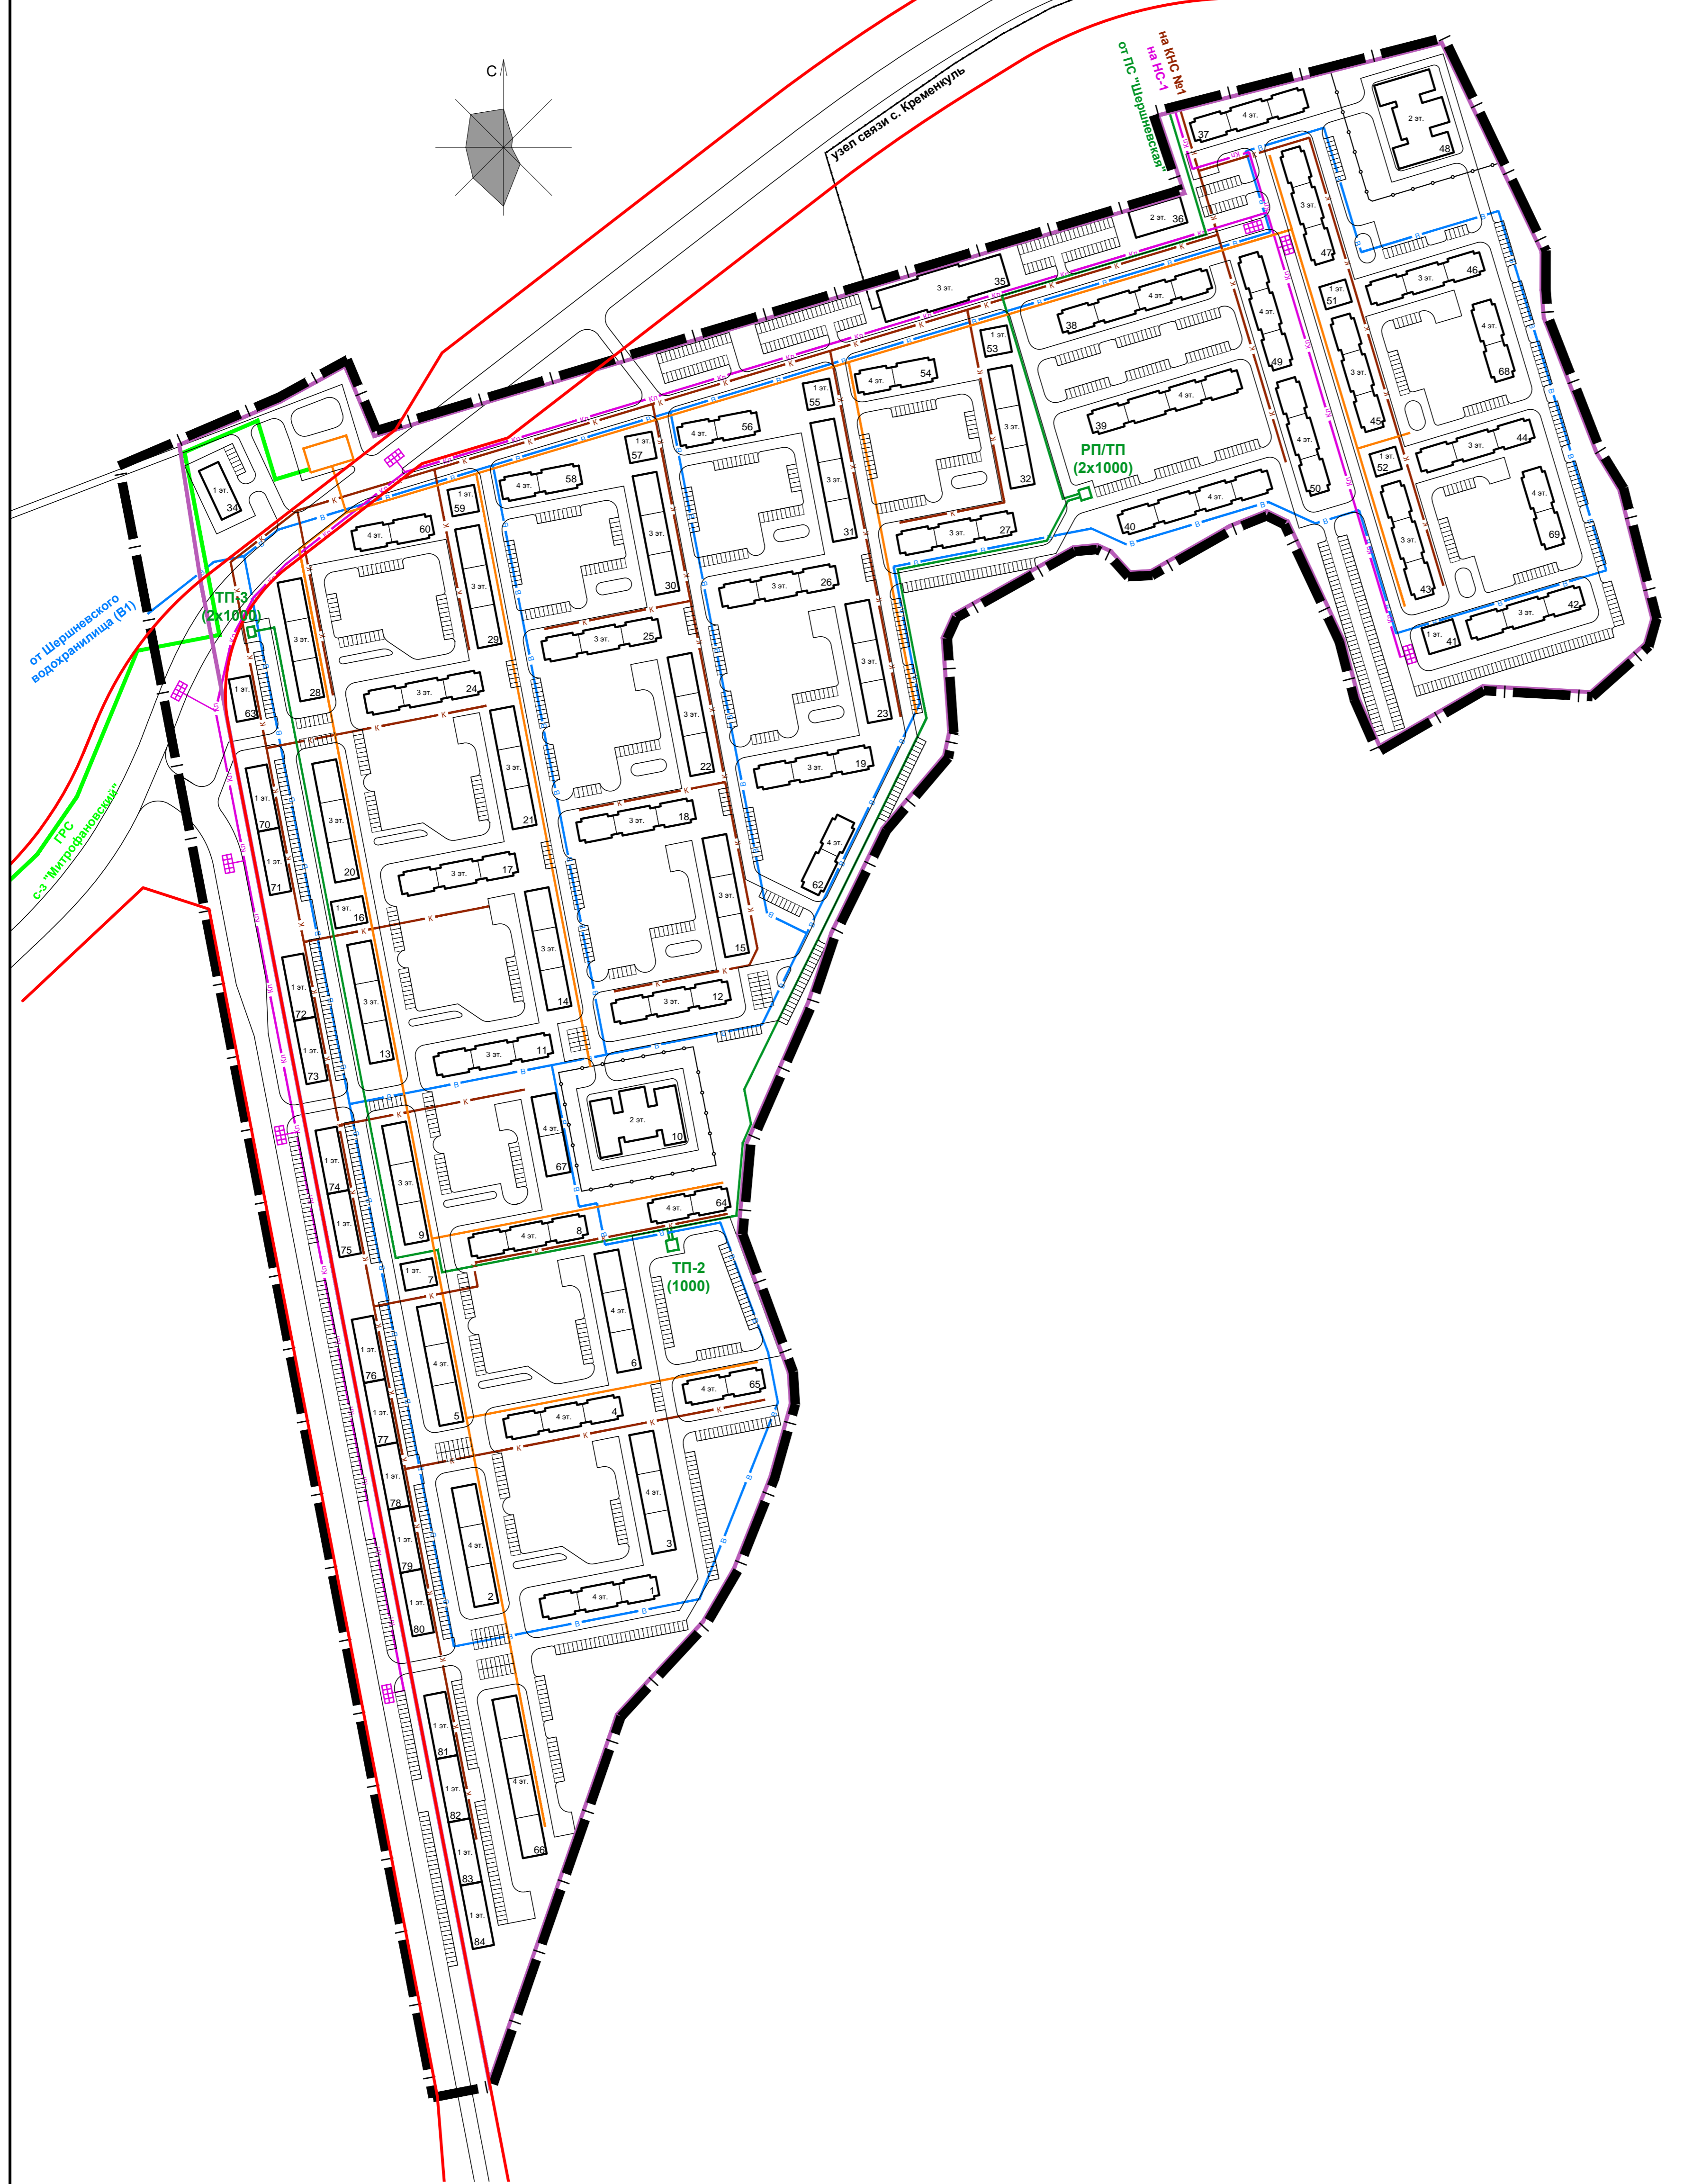 С
узел связи с. Кременкуль
от ПС "Шершневская"
на НС-1
на КНС №1
37
4 эт.
2 эт.
48
2 эт.
36
3 эт.
47
3 эт.
35
3 эт.
46
1 эт.
51
4 эт.
38
4 эт.
49
4 эт.
68
1 эт.
53
4 эт.
54
3 эт.
45
1 эт.
55
4 эт.
39
4 эт.
56
3 эт.
44
1 эт.
57
3 эт.
32
РП/ТП
(2х1000)
1 эт.
52
4 эт.
50
4 эт.
58
1 эт.
59
1 эт.
34
4 эт.
60
3 эт.
31
3 эт.
27
4 эт.
40
4 эт.
69
3 эт.
30
3 эт.
43
3 эт.
26
ТП-3
(2х1000)
от Шершневского
водохранилища (В1)
3 эт.
29
3 эт.
25
3 эт.
42
1 эт.
41
3 эт.
28
3 эт.
24
3 эт.
23
1 эт.
63
3 эт.
22
3 эт.
19
3 эт.
21
1 эт.
70
3 эт.
18
ГРС
с-з "Митрофановский"
3 эт.
20
1 эт.
71
3 эт.
17
4 эт.
62
1 эт.
16
3 эт.
15
3 эт.
14
1 эт.
72
3 эт.
13
3 эт.
12
1 эт.
73
3 эт.
11
2 эт.
10
4 эт.
67
1 эт.
74
3 эт.
9
4 эт.
64
1 эт.
75
4 эт.
8
1 эт.
7
ТП-2
(1000)
4 эт.
6
1 эт.
76
4 эт.
5
4 эт.
65
4 эт.
4
1 эт.
77
1 эт.
78
4 эт.
3
1 эт.
79
4 эт.
2
4 эт.
1
1 эт.
80
1 эт.
81
4 эт.
66
1 эт.
82
1 эт.
83
1 эт.
84